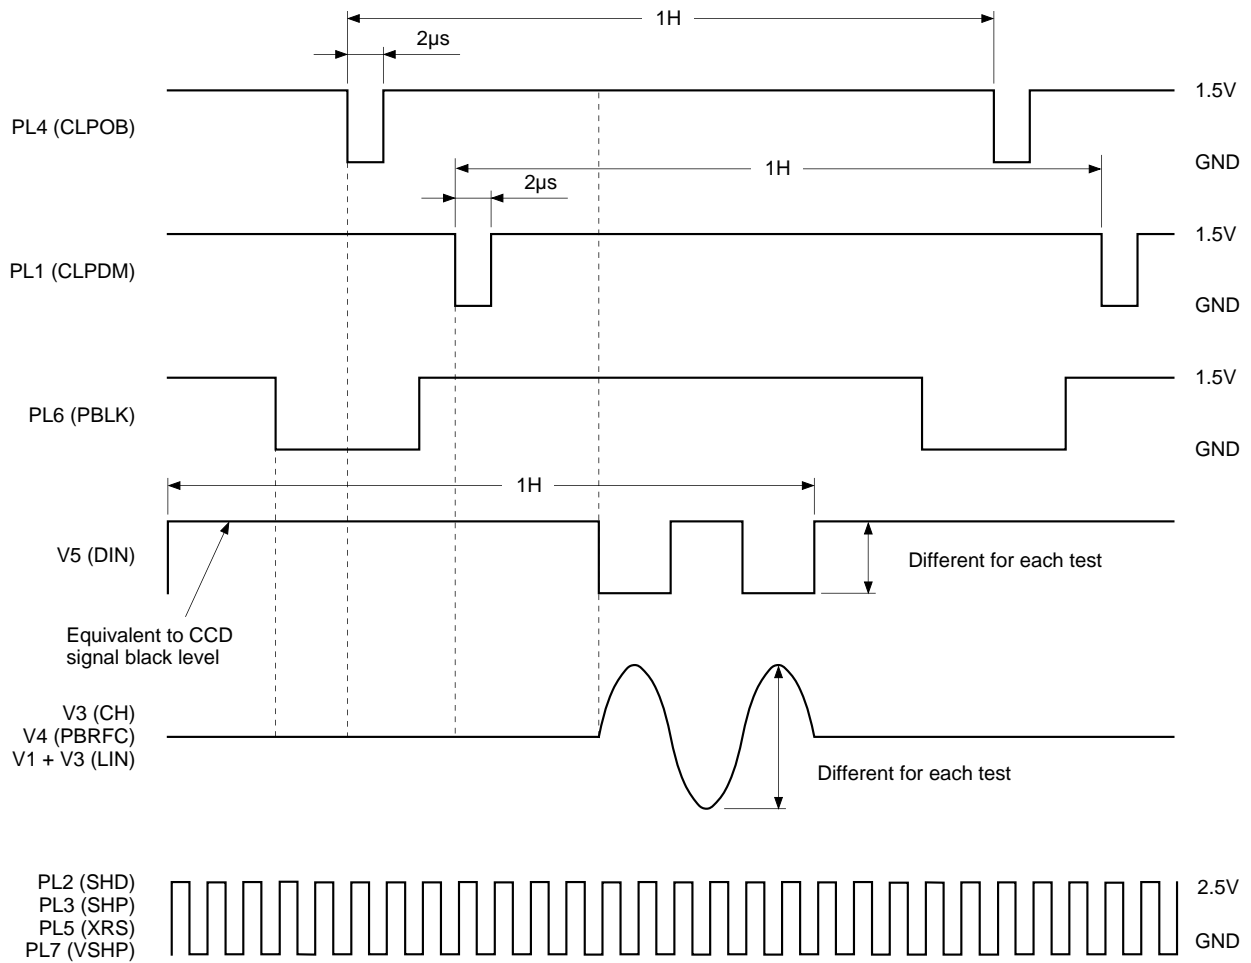 1H
2µs
1.5V
PL4 (CLPOB)
GND
1H
2µs
1.5V
PL1 (CLPDM)
GND
1.5V
PL6 (PBLK)
GND
1H
V5 (DIN)
Different for each test
Equivalent to CCD
signal black level
V3 (CH)
V4 (PBRFC)
V1 + V3 (LIN)
Different for each test
PL2 (SHD)
PL3 (SHP)
PL5 (XRS)
PL7 (VSHP)
2.5V
GND